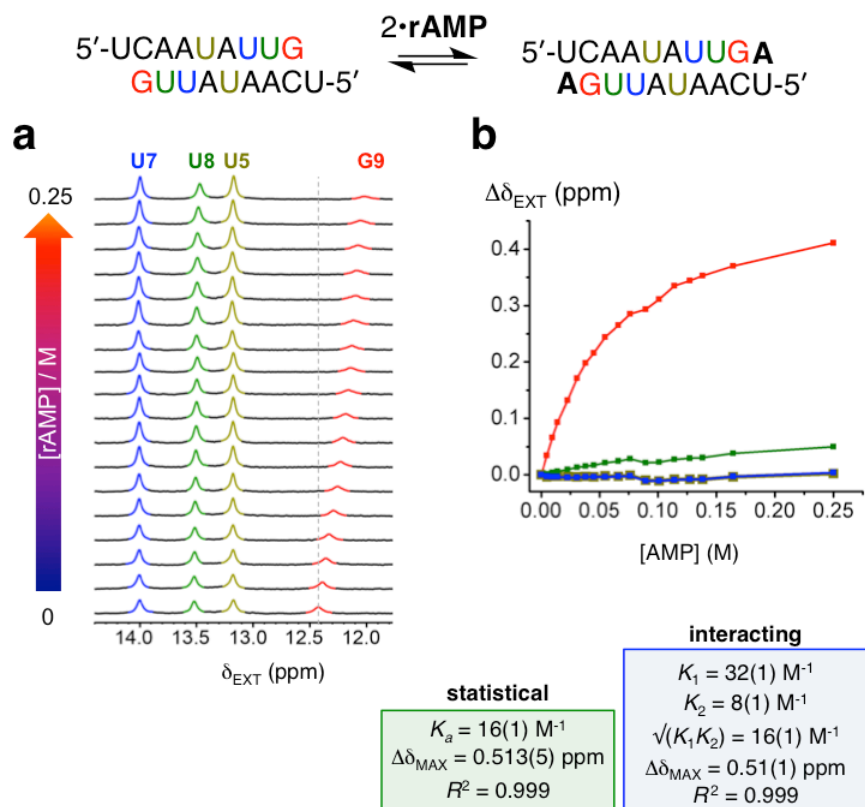 2·rAMP
5′-UCAAUAUUG
GUUAUAACU-5′
5′-UCAAUAUUGA
AGUUAUAACU-5′
a
U7 U8 U5 G9
0.25
[rAMP] / M
0
14.0 13.5 13.0 12.5 12.0
δEXT (ppm)
b
ΔδEXT (ppm)
0.4
0.3
0.2
0.1
0.0
0.00 0.05 0.10 0.15 0.20 0.25
[AMP] (M)
statistical
Ka = 16(1) M-1
ΔδMAX = 0.513(5) ppm
R2 = 0.999
interacting
K1 = 32(1) M-1
K2 = 8(1) M-1
√(K1K2) = 16(1) M-1
ΔδMAX = 0.51(1) ppm
R2 = 0.999